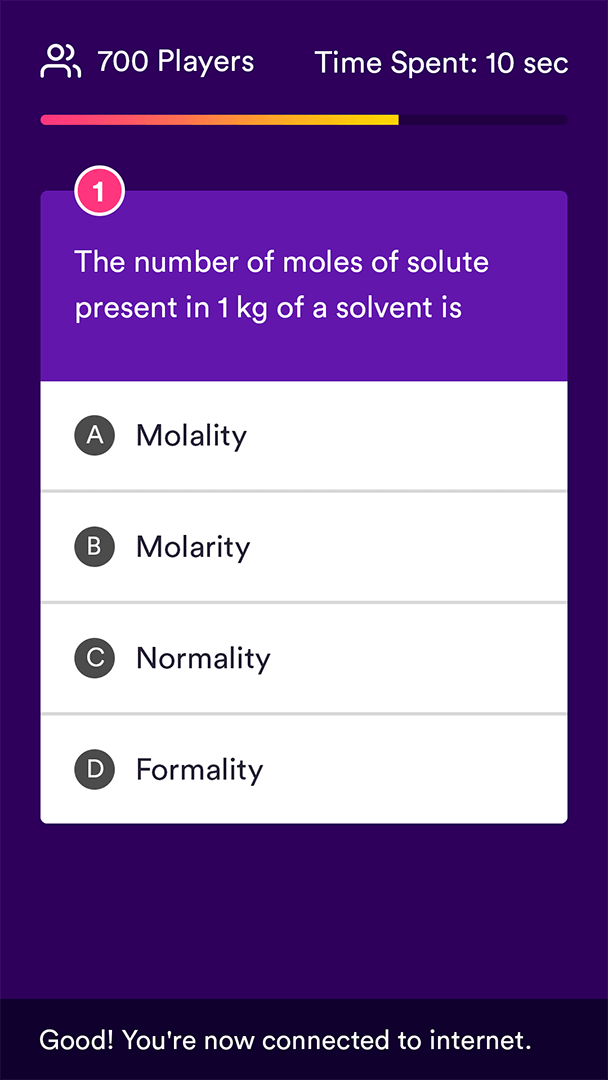 700 Players
Time Spent: 10 sec
1
The number of moles of solute
present in 1 kg of a solvent is
A Molality
B Molarity
C Normality
D Formality
Good! You're now connected to internet.